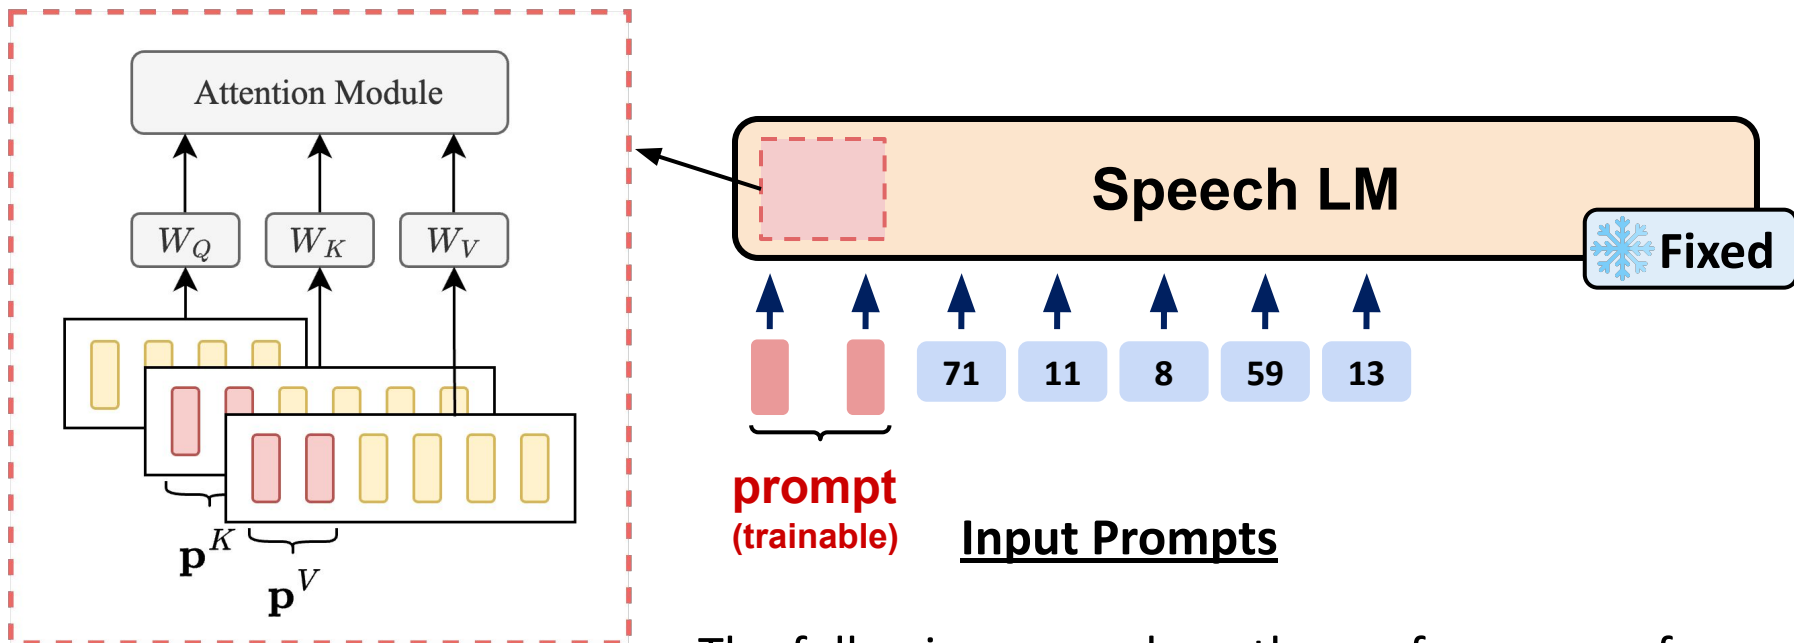 Attention Module
W_Q W_K W_V
p^K
p^V
Speech LM
Fixed
71 11 8 59 13
prompt
(trainable)
Input Prompts